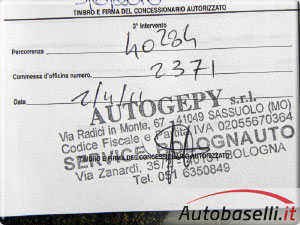 TIMBRO E FIRMA DEL CONCESSIONARIO AUTORIZZATO
3° Intervento
Percorrenza 40284
Commessa d'officina numero. 2371
Data 2/4/11
AUTOGEPY s.r.l.
Via Radici in Monte, 67 - 41049 SASSUOLO (MO)
Codice Fiscale e Partita IVA 02055670364
SERVICE BOLOGNAUTO
TIMBRO E FIRMA DEL CONCESSIONARIO AUTORIZZATO
Via Zanardi, BOLOGNA
Tel. 051 6350849
Autobaselli.it